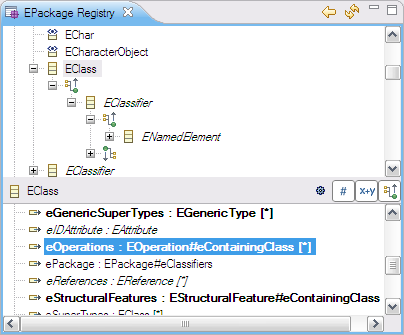 EPackage Registry
EChar
ECharacterObject
EClass
EClassifier
ENamedElement
EClassifier
EClass
# x+y
eGenericSuperTypes : EGenericType [*]
eIDAttribute : EAttribute
eOperations : EOperation#eContainingClass [*]
ePackage : EPackage#eClassifiers
eReferences : EReference [*]
eStructuralFeatures : EStructuralFeature#eContainingClass
eSuperTypes : EClass [*]